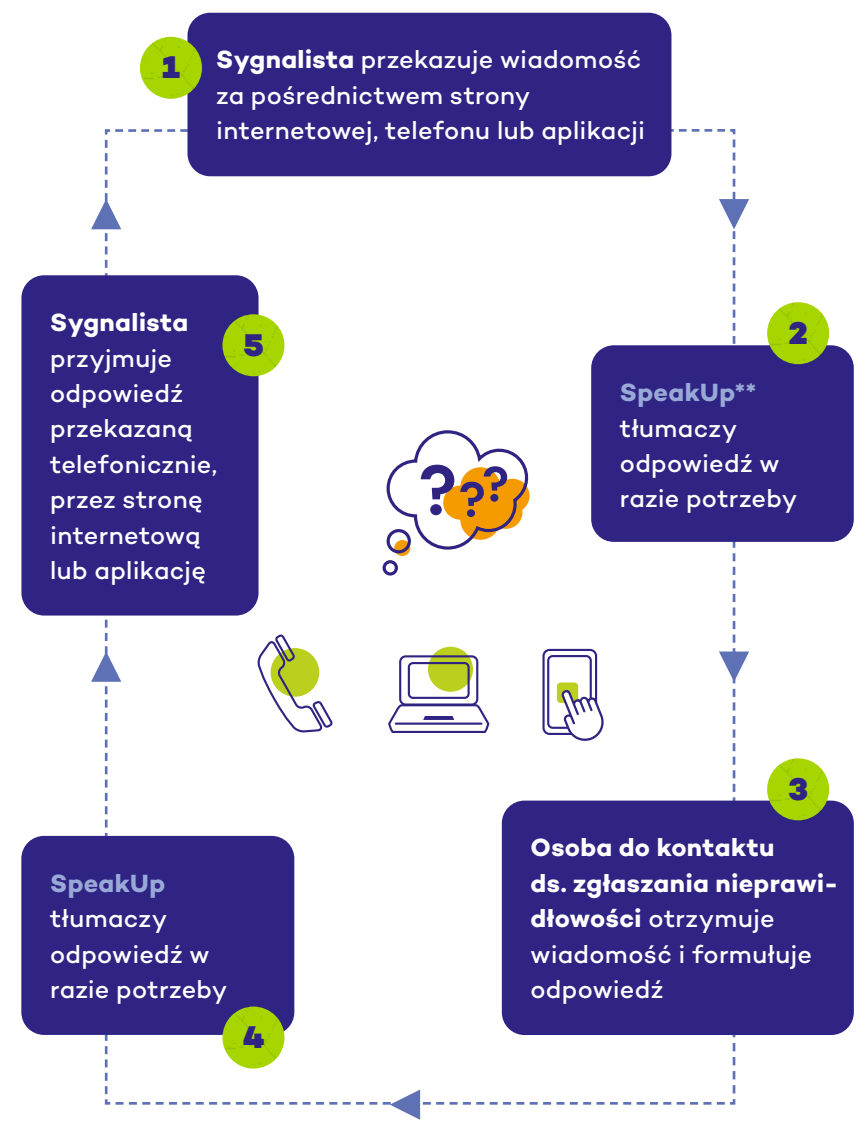 1
Sygnalista przekazuje wiadomość
za pośrednictwem strony
internetowej, telefonu lub aplikacji
2
SpeakUp**
tłumaczy
odpowiedź w
razie potrzeby
3
Osoba do kontaktu
ds. zgłaszania nieprawi-
dłowości otrzymuje
wiadomość i formułuje
odpowiedź
SpeakUp
tłumaczy
odpowiedź w
razie potrzeby
4
Sygnalista
5
przyjmuje
odpowiedź
przekazaną
telefonicznie,
przez stronę
internetową
lub aplikację
? ? ?